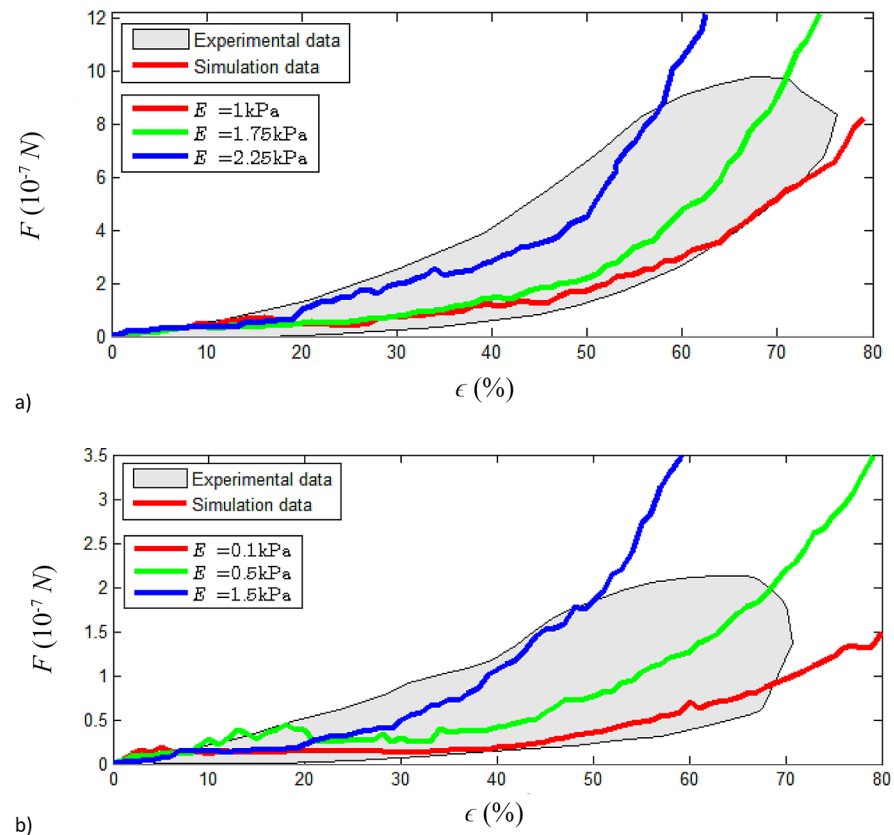 12
10
8
6
4
2
0
F (10⁻⁷ N)
Experimental data
Simulation data
E =1kPa
E =1.75kPa
E =2.25kPa
0 10 20 30 40 50 60 70 80
ϵ (%)
a)
3.5
3
2.5
2
1.5
1
0.5
0
F (10⁻⁷ N)
Experimental data
Simulation data
E =0.1kPa
E =0.5kPa
E =1.5kPa
0 10 20 30 40 50 60 70 80
ϵ (%)
b)